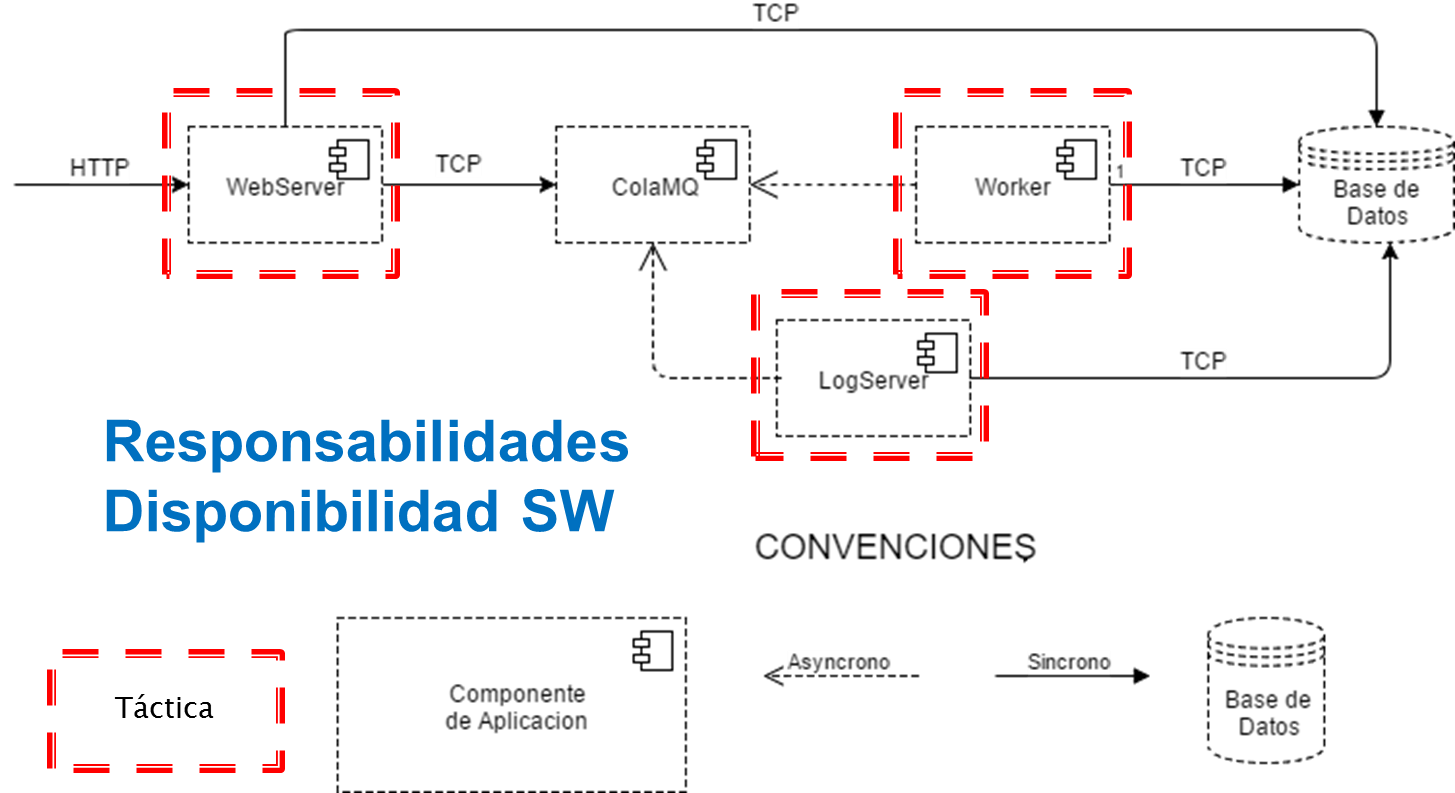 TCP
HTTP
WebServer
TCP
ColaMQ
Worker
1
TCP
Base de
Datos
LogServer
TCP
Responsabilidades
Disponibilidad SW
CONVENCIONES
Táctica
Componente
de Aplicacion
Asyncrono
Sincrono
Base de
Datos